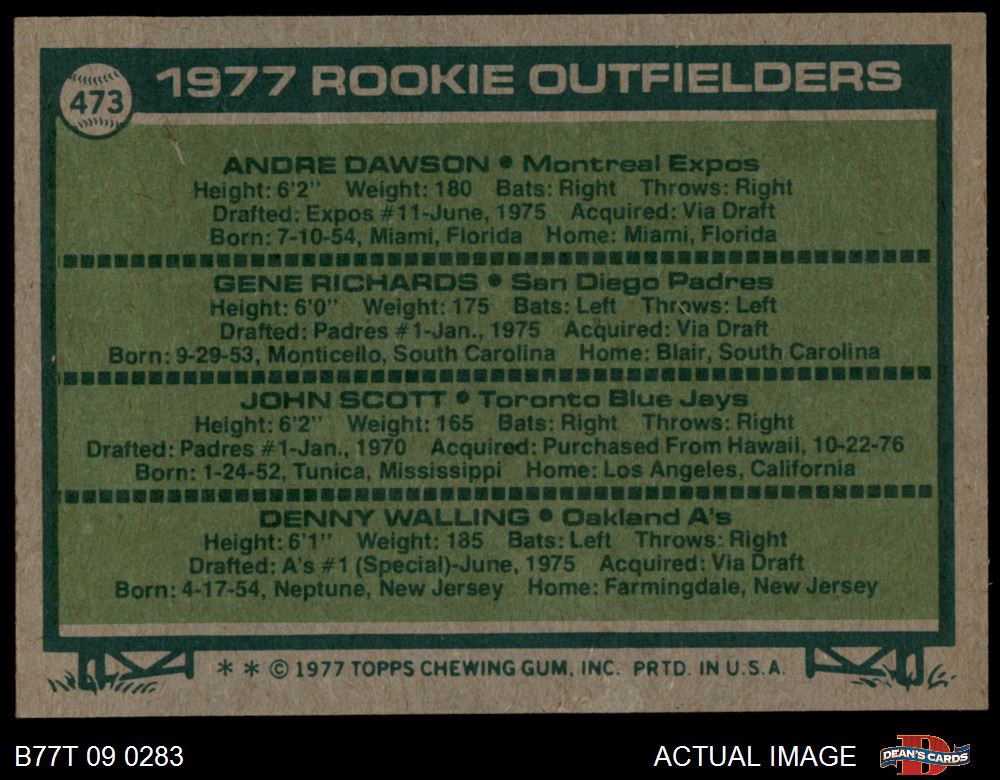 473
1977 ROOKIE OUTFIELDERS
ANDRE DAWSON • Montreal Expos
Height: 6'2" Weight: 180 Bats: Right Throws: Right
Drafted: Expos #11-June, 1975 Acquired: Via Draft
Born: 7-10-54, Miami, Florida Home: Miami, Florida
GENE RICHARDS • San Diego Padres
Height: 6'0" Weight: 175 Bats: Left Throws: Left
Drafted: Padres #1-Jan., 1975 Acquired: Via Draft
Born: 9-29-53, Monticello, South Carolina Home: Blair, South Carolina
JOHN SCOTT • Toronto Blue Jays
Height: 6'2" Weight: 165 Bats: Right Throws: Right
Drafted: Padres #1-Jan., 1970 Acquired: Purchased From Hawaii, 10-22-76
Born: 1-24-52, Tunica, Mississippi Home: Los Angeles, California
DENNY WALLING • Oakland A's
Height: 6'1" Weight: 185 Bats: Left Throws: Right
Drafted: A's #1 (Special)-June, 1975 Acquired: Via Draft
Born: 4-17-54, Neptune, New Jersey Home: Farmingdale, New Jersey
* * © 1977 TOPPS CHEWING GUM, INC. PRTD. IN U.S.A.
B77T 09 0283 ACTUAL IMAGE DEAN'S CARDS